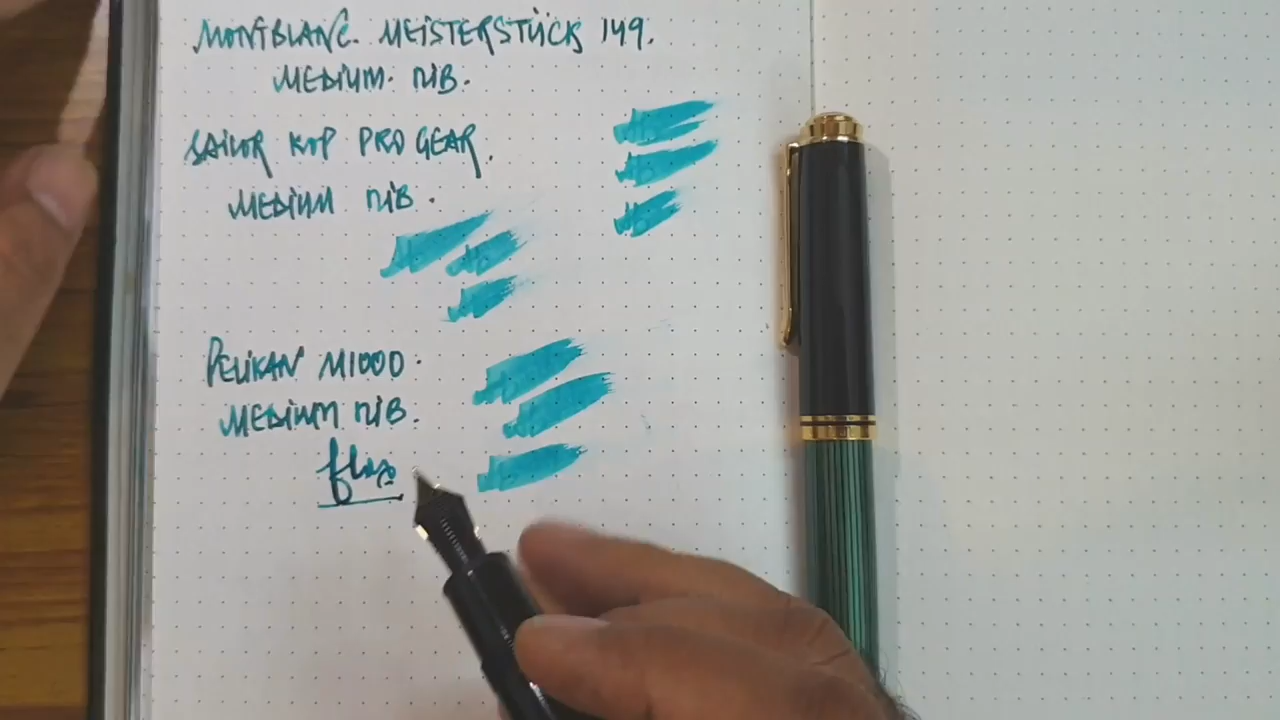 MONTBLANC. MEISTERSTÜCK 149.
MEDIUM. NIB.
SAILOR KOP PRO GEAR.
MEDIUM NIB.
PELIKAN M1000.
MEDIUM NIB.
flex